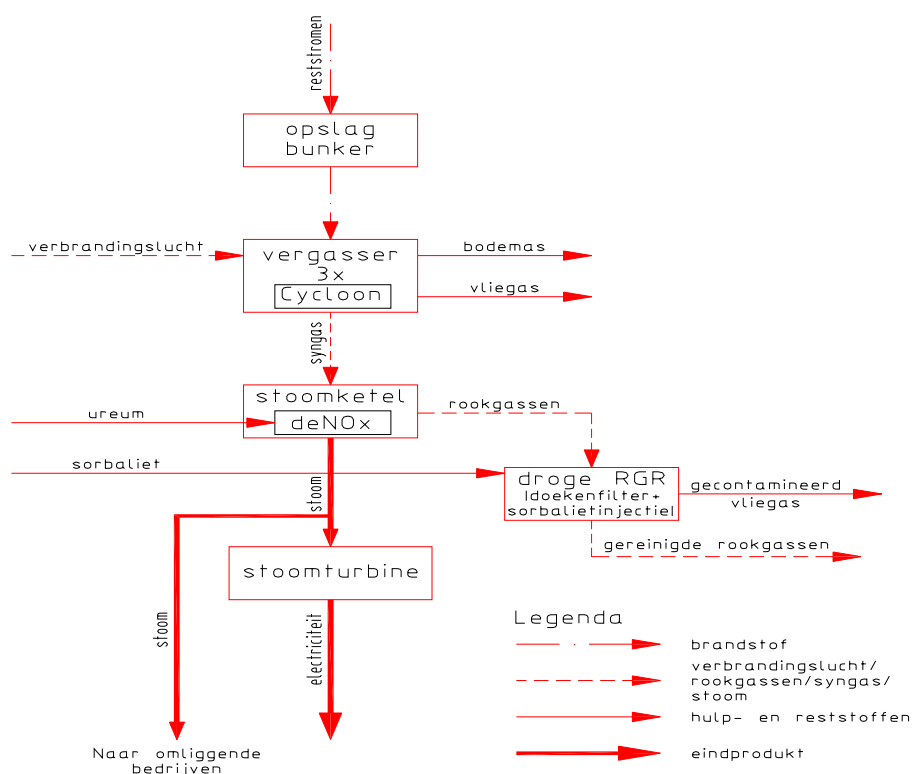 reststromen
opslag
bunker
verbrandingslucht
vergasser
3x
Cycloon
bodemas
vliegas
syngas
stoomketel
deNOx
ureum
rookgassen
sorbaliet
droge RGR
(doekenfilter+
sorbalietinjectie)
gecontamineerd
vliegas
gereinigde rookgassen
stoom
stoomturbine
stoom
electriciteit
Naar omliggende
bedrijven
Legenda
brandstof
verbrandingslucht/
rookgassen/syngas/
stoom
hulp- en reststoffen
eindprodukt